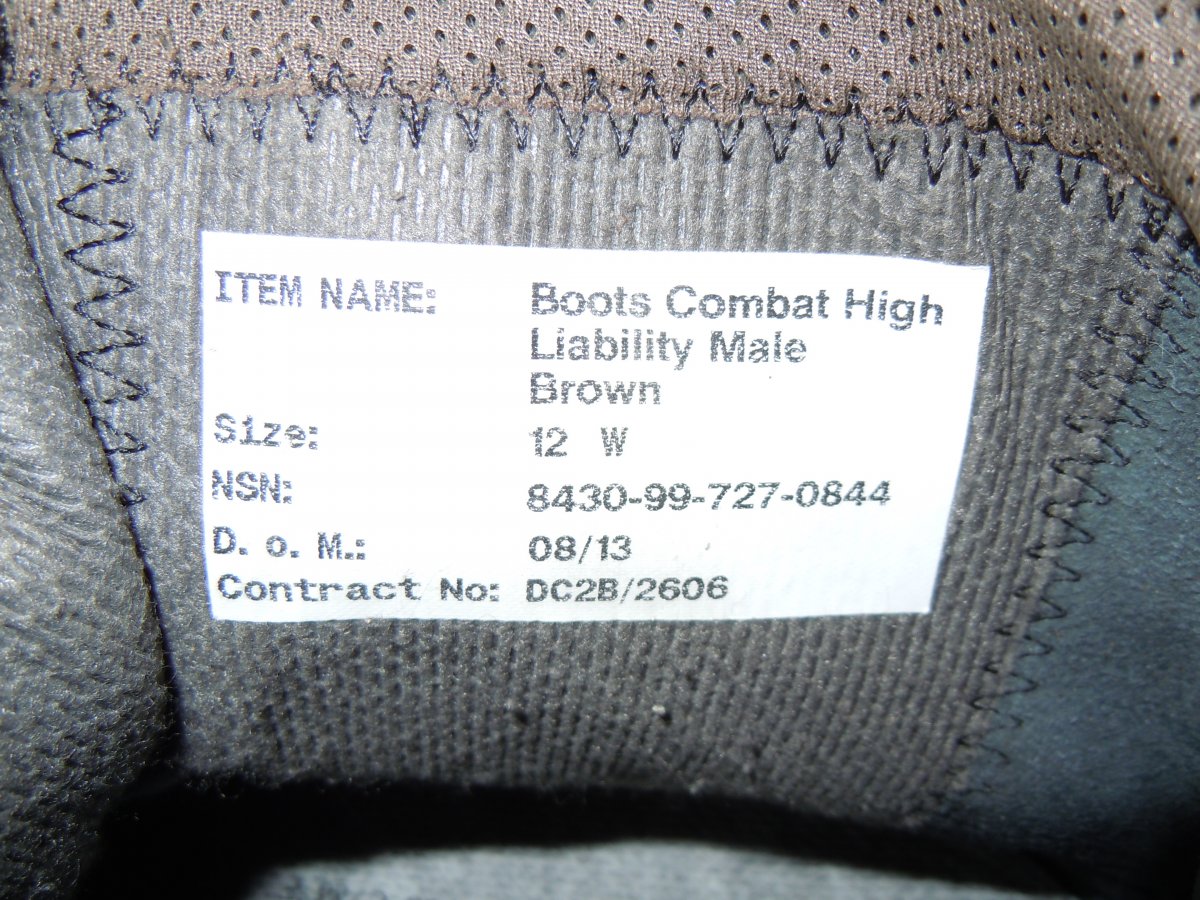 ITEM NAME: Boots Combat High
Liability Male
Brown
Size: 12 W
NSN: 8430-99-727-0844
D. o. M.: 08/13
Contract No: DC2B/2606